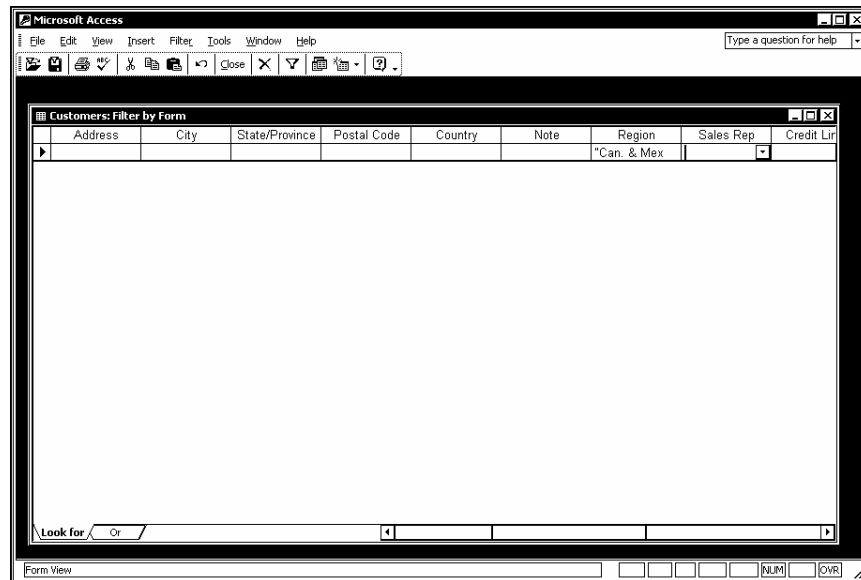 Microsoft Access
File Edit View Insert Filter Tools Window Help Type a question for help
ABC Close
Customers: Filter by Form
Address City State/Province Postal Code Country Note Region Sales Rep Credit Lir
"Can. & Mex
Look for Or
Form View NUM OVR